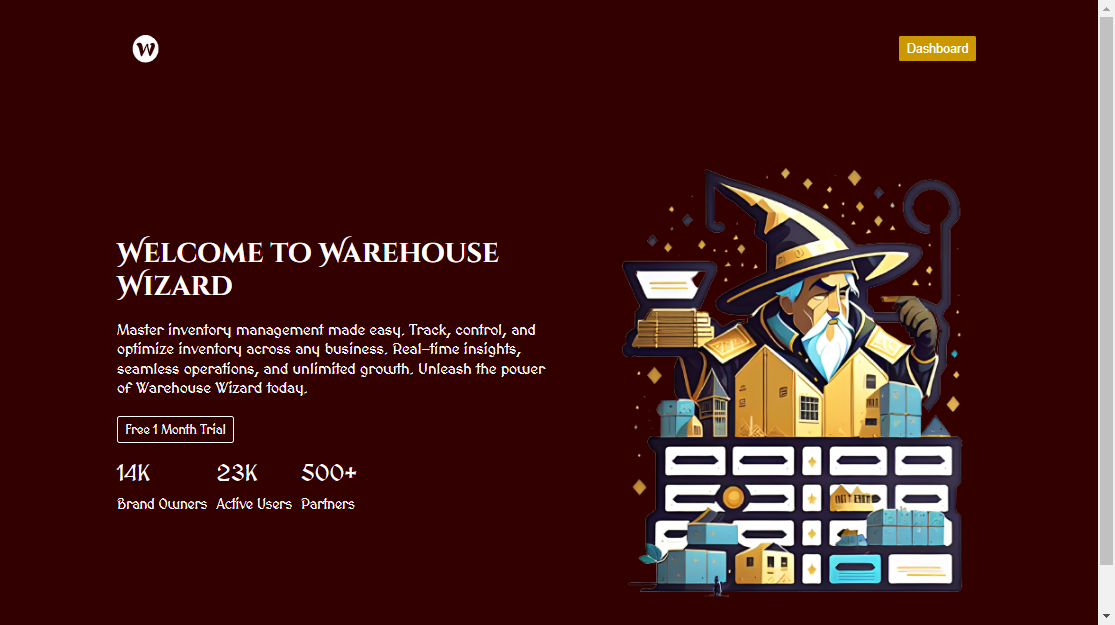 W
Dashboard
Welcome to Warehouse
Wizard
Master inventory management made easy. Track, control, and
optimize inventory across any business. Real-time insights,
seamless operations, and unlimited growth. Unleash the power
of Warehouse Wizard today.
Free 1 Month Trial
14K 23K 500+
Brand Owners Active Users Partners